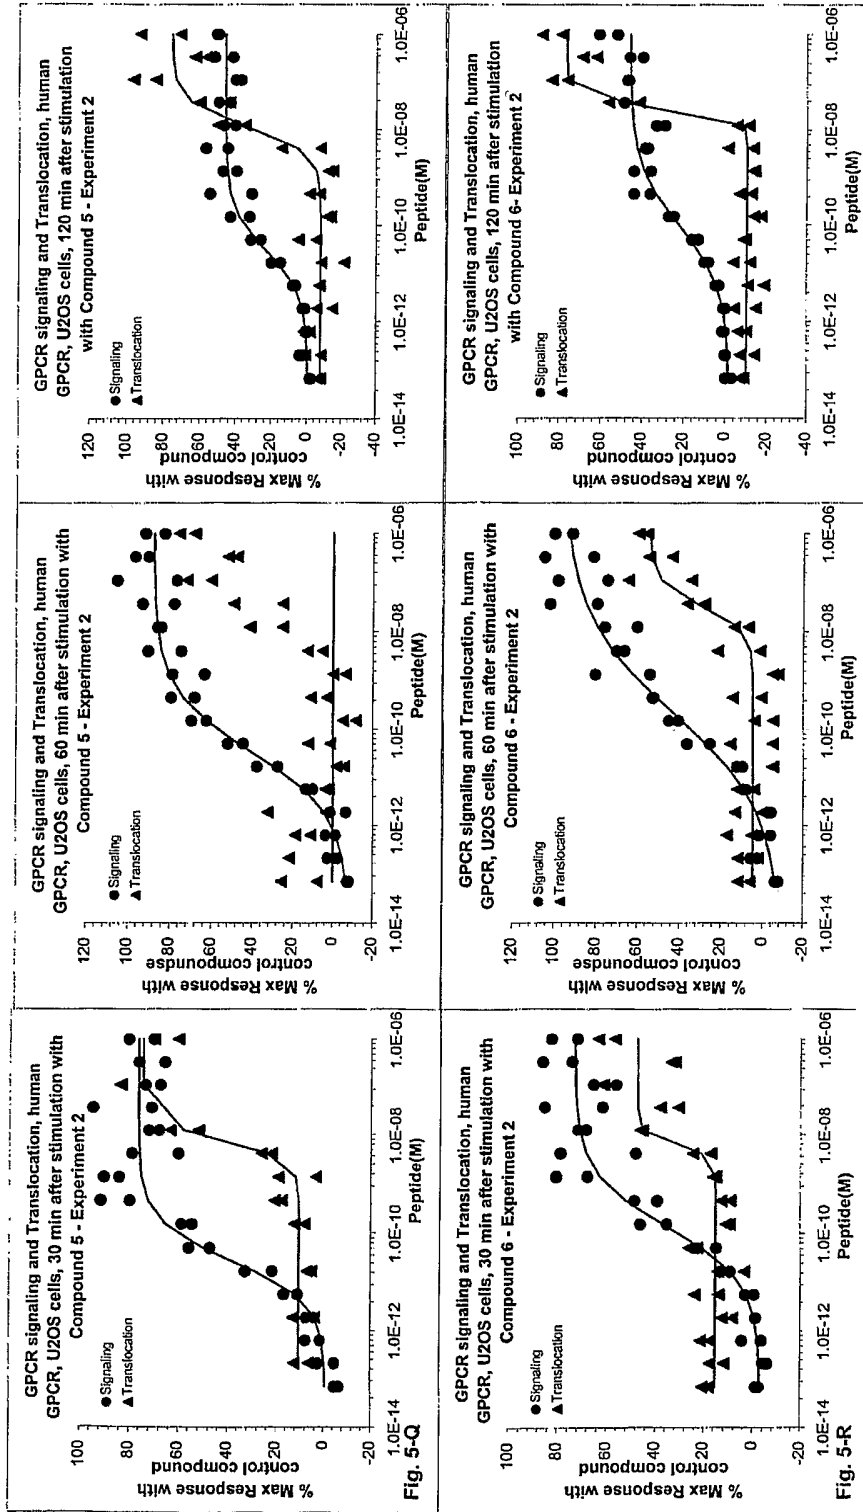 GPCR signaling and Translocation, human
GPCR, U2OS cells, 30 min after stimulation with
Compound 5 - Experiment 2
% Max Response with
control compound
100
80
60
40
20
0
-20
● Signaling
▲ Translocation
1.0E-14
1.0E-12
1.0E-10
1.0E-08
1.0E-06
Peptide(M)
Fig. 5-Q
GPCR signaling and Translocation, human
GPCR, U2OS cells, 60 min after stimulation with
Compound 5 - Experiment 2
% Max Response with
control compoundse
120
100
80
60
40
20
0
-20
● Signaling
▲ Translocation
1.0E-14
1.0E-12
1.0E-10
1.0E-08
1.0E-06
Peptide(M)
GPCR signaling and Translocation, human
GPCR, U2OS cells, 120 min after stimulation
with Compound 5 - Experiment 2
% Max Response with
control compound
120
100
80
60
40
20
0
-20
-40
● Signaling
▲ Translocation
1.0E-14
1.0E-12
1.0E-10
1.0E-08
1.0E-06
Peptide(M)
GPCR signaling and Translocation, human
GPCR, U2OS cells, 30 min after stimulation with
Compound 6 - Experiment 2
% Max Response with
control compound
100
80
60
40
20
0
-20
● Signaling
▲ Translocation
1.0E-14
1.0E-12
1.0E-10
1.0E-08
1.0E-06
Peptide(M)
Fig. 5-R
GPCR signaling and Translocation, human
GPCR, U2OS cells, 60 min after stimulation with
Compound 6 - Experiment 2
% Max Response with
control compound
120
100
80
60
40
20
0
-20
● Signaling
▲ Translocation
1.0E-14
1.0E-12
1.0E-10
1.0E-08
1.0E-06
Peptide(M)
GPCR signaling and Translocation, human
GPCR, U2OS cells, 120 min after stimulation
with Compound 6- Experiment 2
% Max Response with
control compound
100
80
60
40
20
0
-20
-40
● Signaling
▲ Translocation
1.0E-14
1.0E-12
1.0E-10
1.0E-08
1.0E-06
Peptide(M)